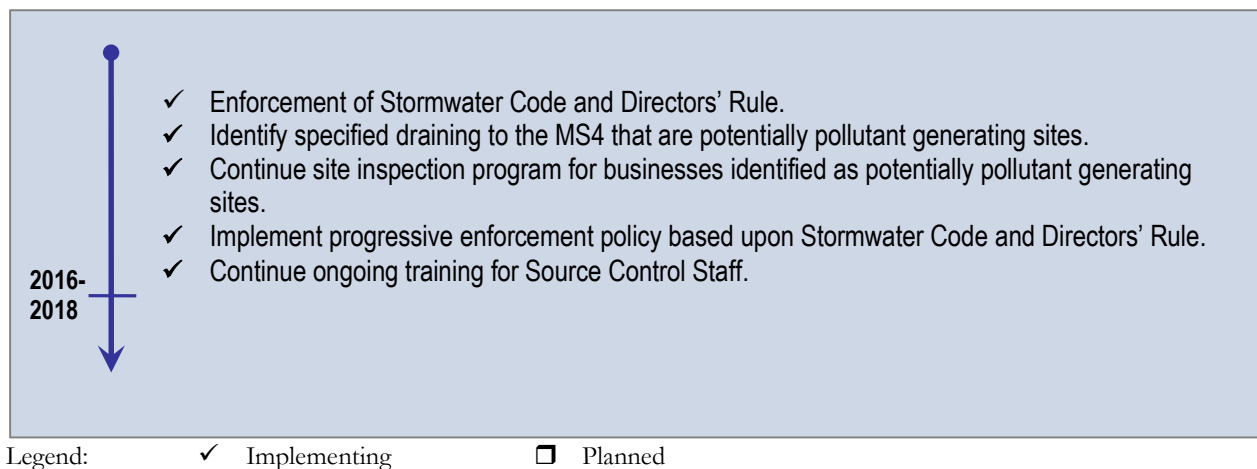 ✓ Enforcement of Stormwater Code and Directors’ Rule.
✓ Identify specified draining to the MS4 that are potentially pollutant generating sites.
✓ Continue site inspection program for businesses identified as potentially pollutant generating
sites.
✓ Implement progressive enforcement policy based upon Stormwater Code and Directors’ Rule.
✓ Continue ongoing training for Source Control Staff.
2016-
2018
Legend: ✓ Implementing ❒ Planned